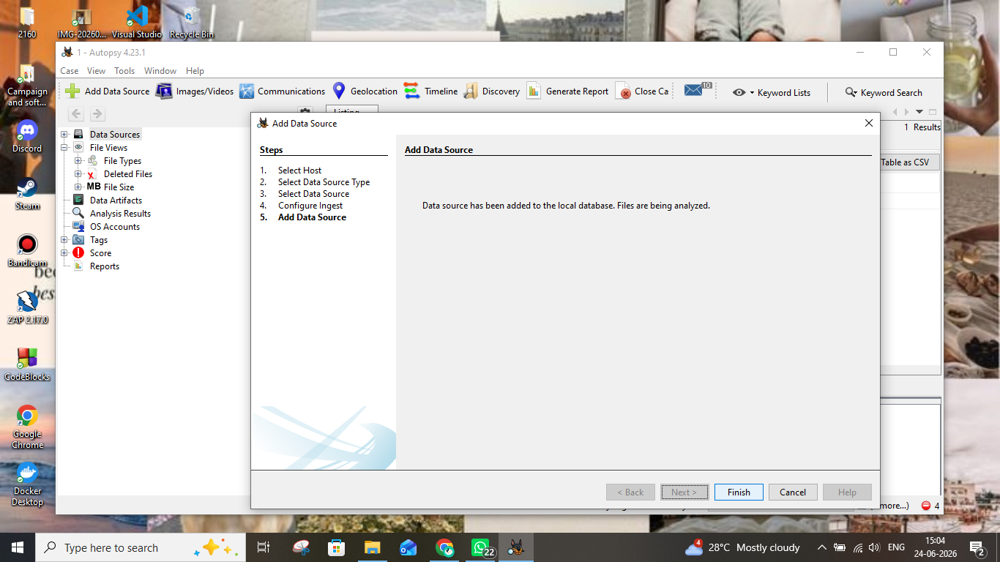 2160
IMG-20260...
Visual Studio
Recycle Bin
Campaign
and soft...
Discord
Steam
Bandicam
ZAP 2.17.0
CodeBlocks
Google
Chrome
Docker
Desktop
1 - Autopsy 4.23.1
Case View Tools Window Help
Add Data Source Images/Videos Communications Geolocation Timeline Discovery Generate Report Close Ca 10 Keyword Lists Keyword Search
Listing
1 Results
Table as CSV
Data Sources
File Views
File Types
Deleted Files
MB File Size
Data Artifacts
Analysis Results
OS Accounts
Tags
Score
Reports
Add Data Source
Steps
1. Select Host
2. Select Data Source Type
3. Select Data Source
4. Configure Ingest
5. Add Data Source
Add Data Source
Data source has been added to the local database. Files are being analyzed.
< Back Next > Finish Cancel Help
more...) 4
Type here to search
22
4
28°C Mostly cloudy
ENG
15:04
24-06-2026
2